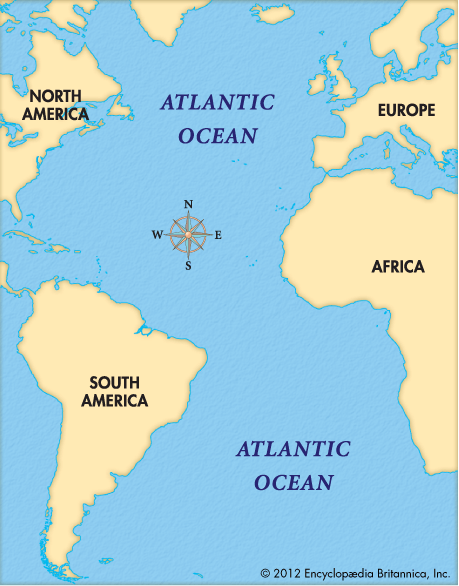 NORTH
AMERICA
ATLANTIC
OCEAN
EUROPE
N
W
E
S
AFRICA
SOUTH
AMERICA
ATLANTIC
OCEAN
© 2012 Encyclopædia Britannica, Inc.